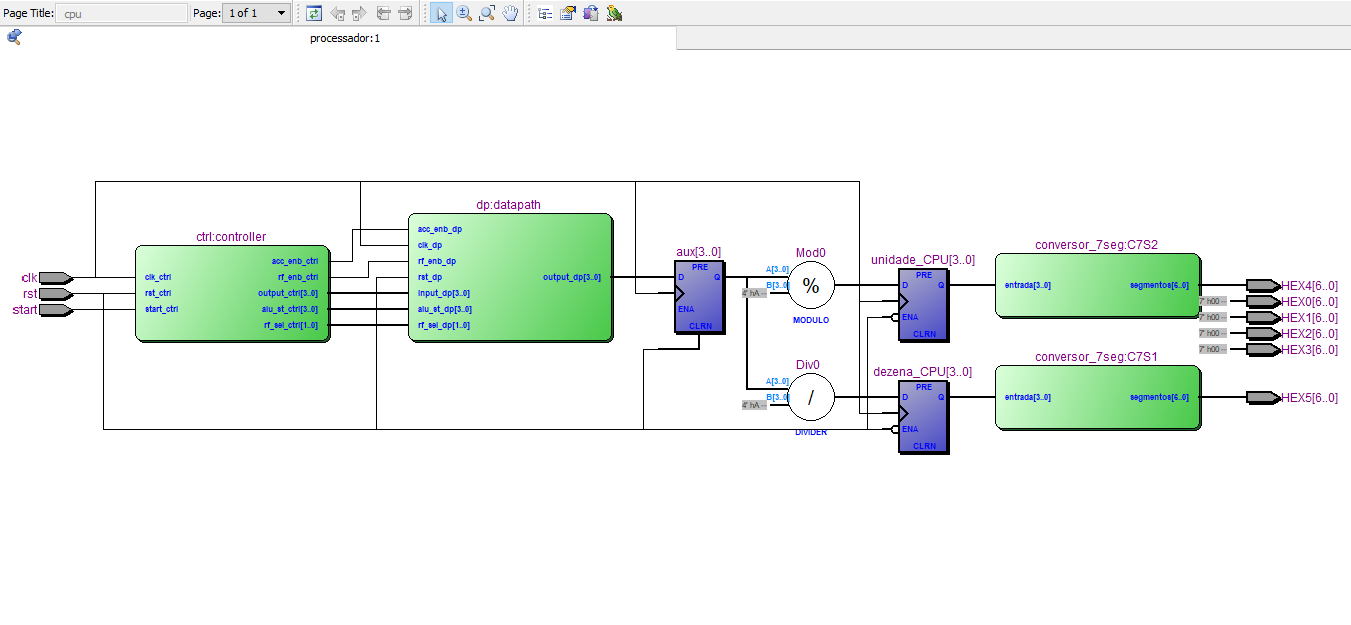 Page Title: cpu Page: 1 of 1
processador:1
ctrl:controller
clk_ctrl
rst_ctrl
start_ctrl
acc_enb_ctrl
rf_enb_ctrl
output_ctrl[3..0]
alu_st_ctrl[3..0]
rf_sel_ctrl[1..0]
clk
rst
start
dp:datapath
acc_enb_dp
clk_dp
rf_enb_dp
rst_dp
input_dp[3..0]
alu_st_dp[3..0]
rf_sel_dp[1..0]
output_dp[3..0]
aux[3..0]
PRE
D Q
ENA
CLRN
Mod0
A[3..0]
B[3..0]
4' hA --
%
MODULO
Div0
A[3..0]
B[3..0]
4' hA --
/
DIVIDER
unidade_CPU[3..0]
PRE
D Q
ENA
CLRN
dezena_CPU[3..0]
PRE
D Q
ENA
CLRN
conversor_7seg:C7S2
entrada[3..0] segmentos[6..0]
conversor_7seg:C7S1
entrada[3..0] segmentos[6..0]
HEX4[6..0]
7' h00 -- HEX0[6..0]
7' h00 -- HEX1[6..0]
7' h00 -- HEX2[6..0]
7' h00 -- HEX3[6..0]
HEX5[6..0]